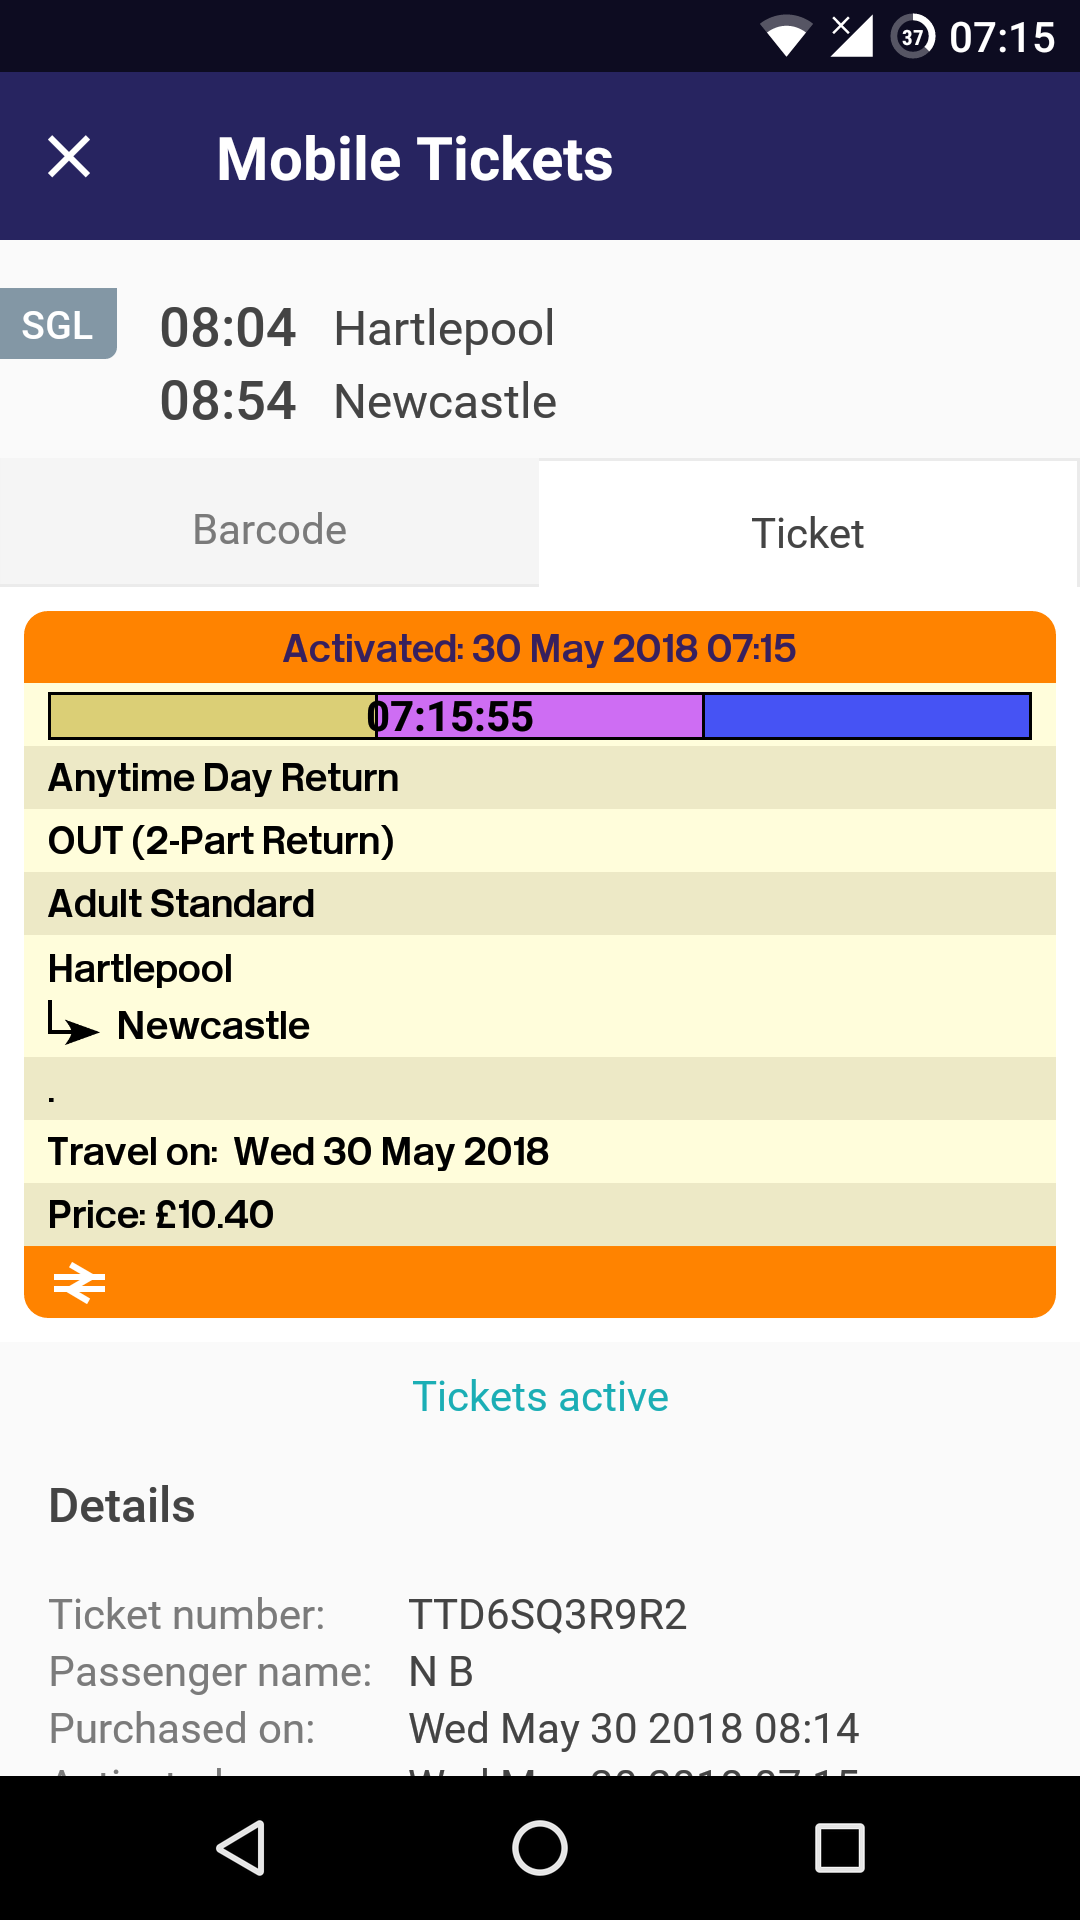 37 07:15
Mobile Tickets
SGL 08:04 Hartlepool
08:54 Newcastle
Barcode Ticket
Activated: 30 May 2018 07:15
07:15:55
Anytime Day Return
OUT (2-Part Return)
Adult Standard
Hartlepool
Newcastle
.
Travel on: Wed 30 May 2018
Price: £10.40
Tickets active
Details
Ticket number: TTD6SQ3R9R2
Passenger name: N B
Purchased on: Wed May 30 2018 08:14